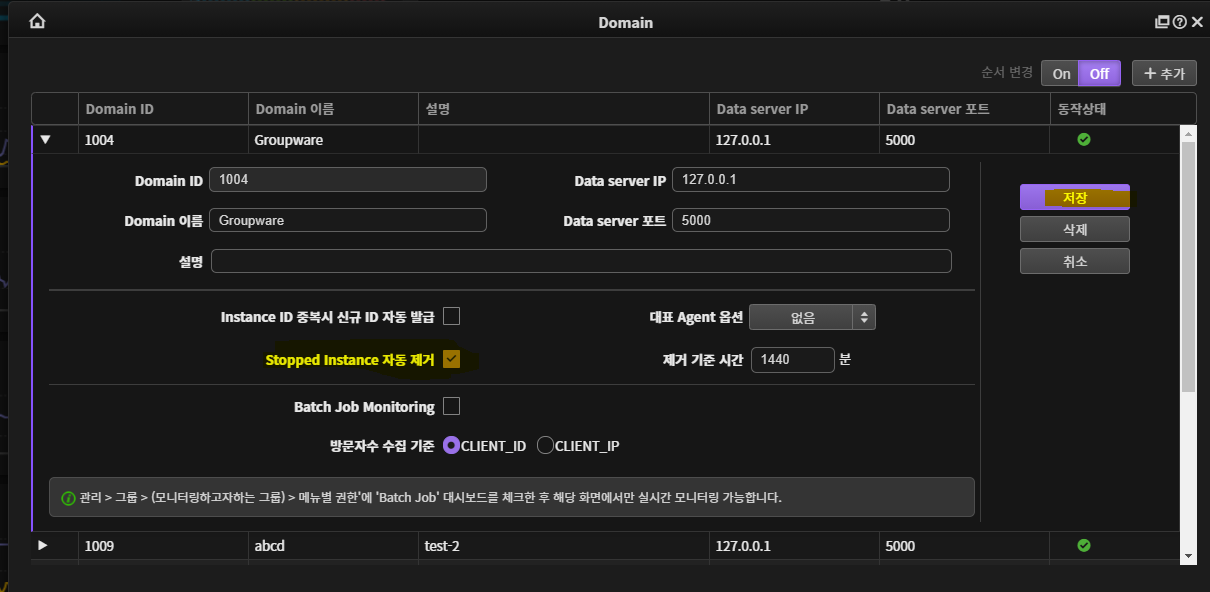 Domain
순서 변경 On Off + 추가
Domain ID Domain 이름 설명 Data server IP Data server 포트 동작상태
1004 Groupware 127.0.0.1 5000
Domain ID 1004 Data server IP 127.0.0.1
저장
Domain 이름 Groupware Data server 포트 5000
삭제
설명
취소
Instance ID 중복시 신규 ID 자동 발급 대표 Agent 옵션 없음
Stopped Instance 자동 제거 제거 기준 시간 1440 분
Batch Job Monitoring
방문자수 수집 기준 CLIENT_ID CLIENT_IP
관리 > 그룹 > (모니터링하고자하는 그룹) > 메뉴별 권한'에 'Batch Job' 대시보드를 체크한 후 해당 화면에서만 실시간 모니터링 가능합니다.
1009 abcd test-2 127.0.0.1 5000